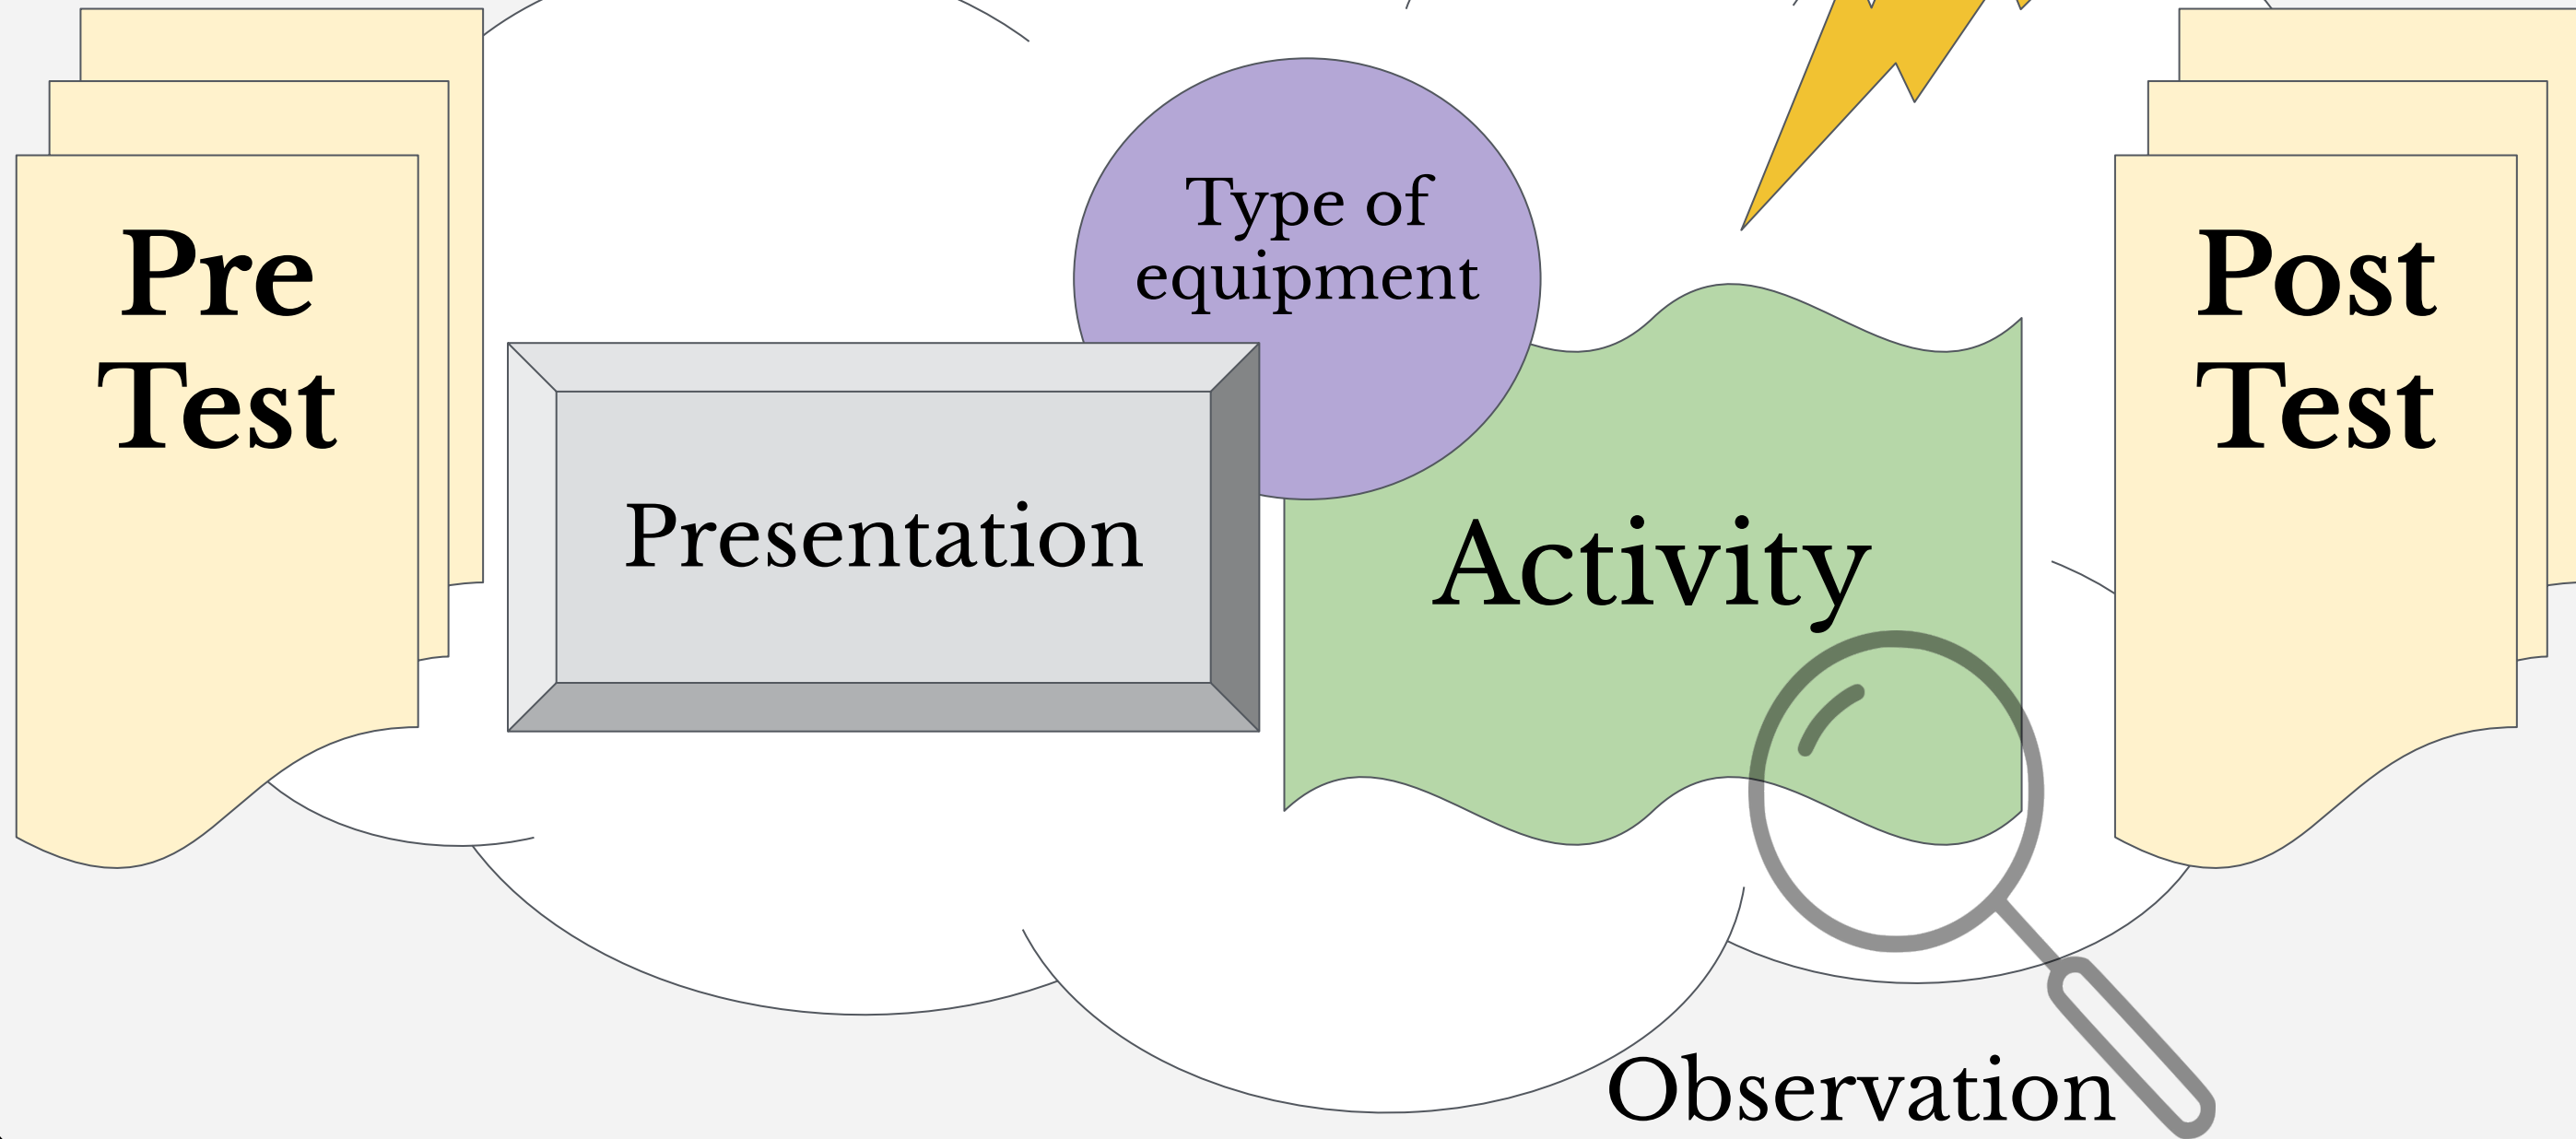 Pre
Test
Type of
equipment
Presentation
Activity
Post
Test
Observation